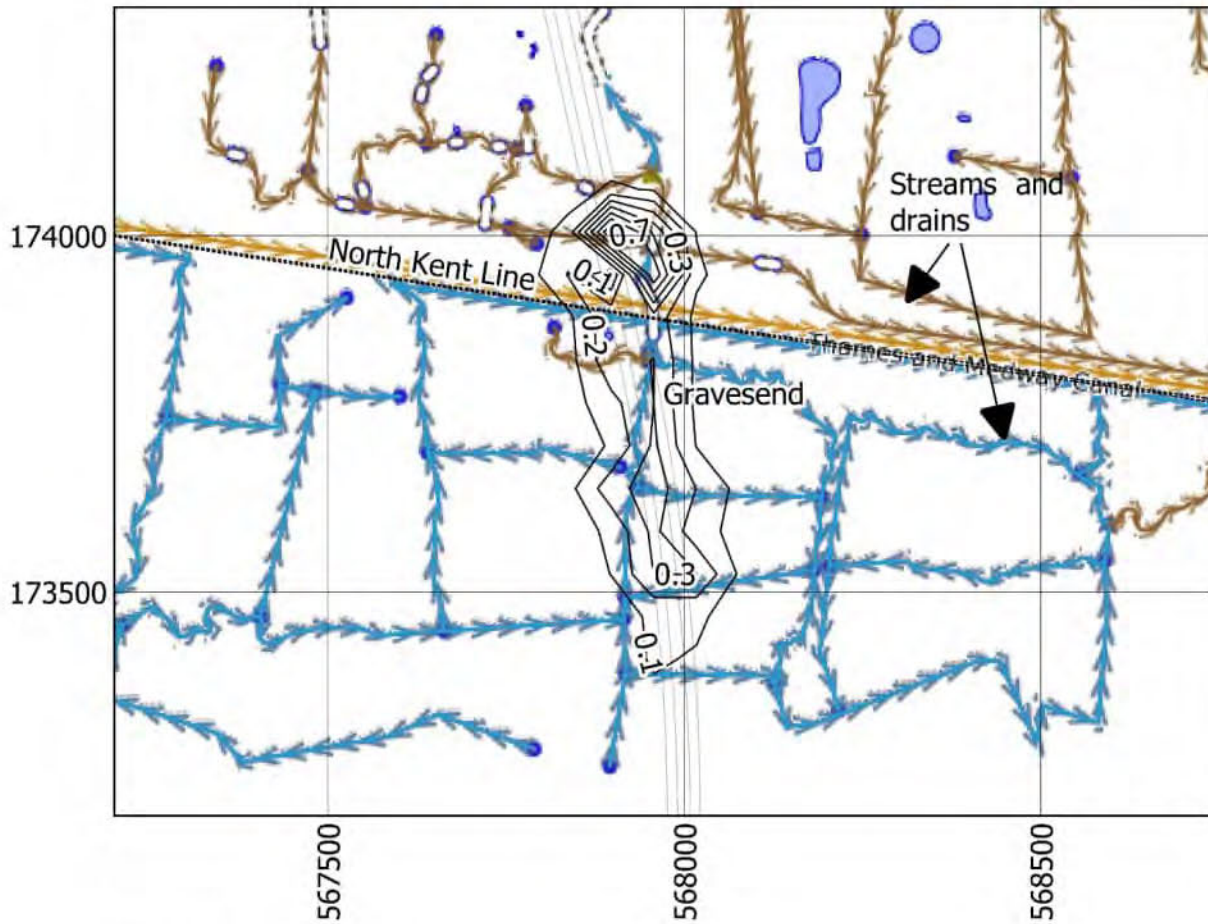 Streams and
drains
174000
0.7
0.3
North Kent Line
0.1
0.2
Thames and Medway Canal
Gravesend
0.3
173500
0.1
567500
568000
568500